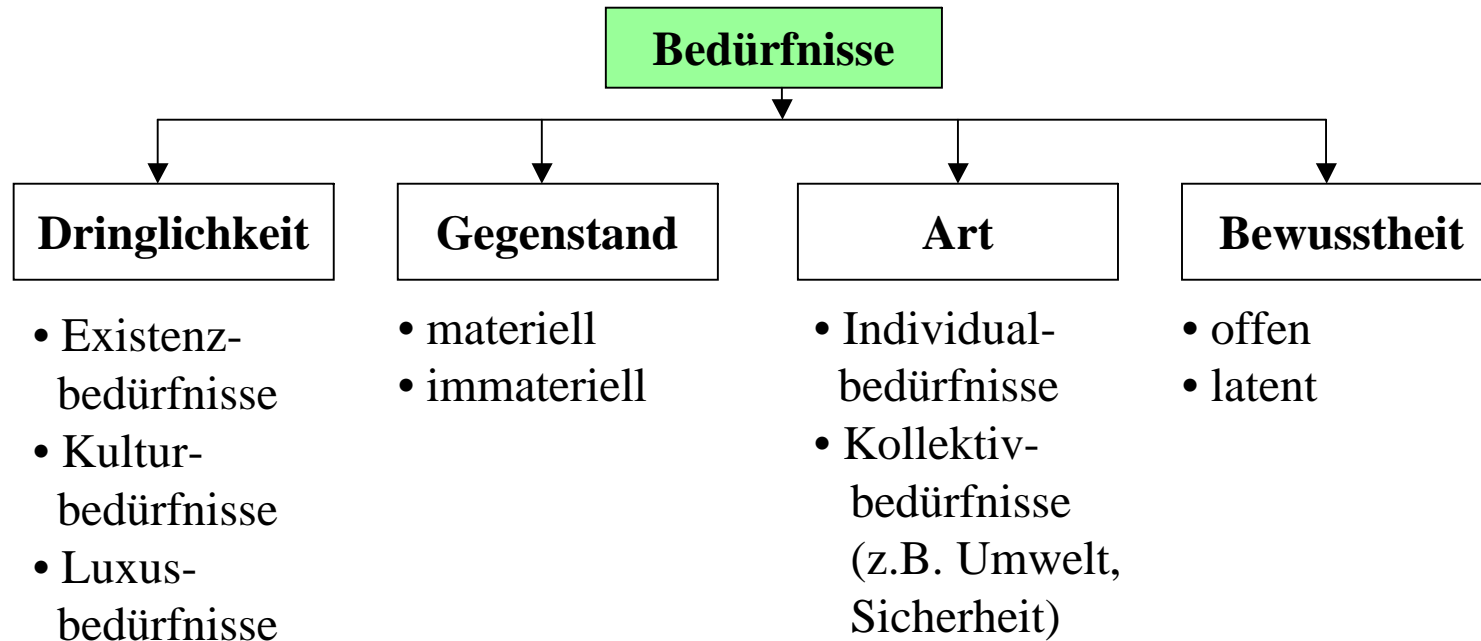 Bedürfnisse
Dringlichkeit
• Existenz-
bedürfnisse
• Kultur-
bedürfnisse
• Luxus-
bedürfnisse
Gegenstand
• materiell
• immateriell
Art
• Individual-
bedürfnisse
• Kollektiv-
bedürfnisse
(z.B. Umwelt,
Sicherheit)
Bewusstheit
• offen
• latent